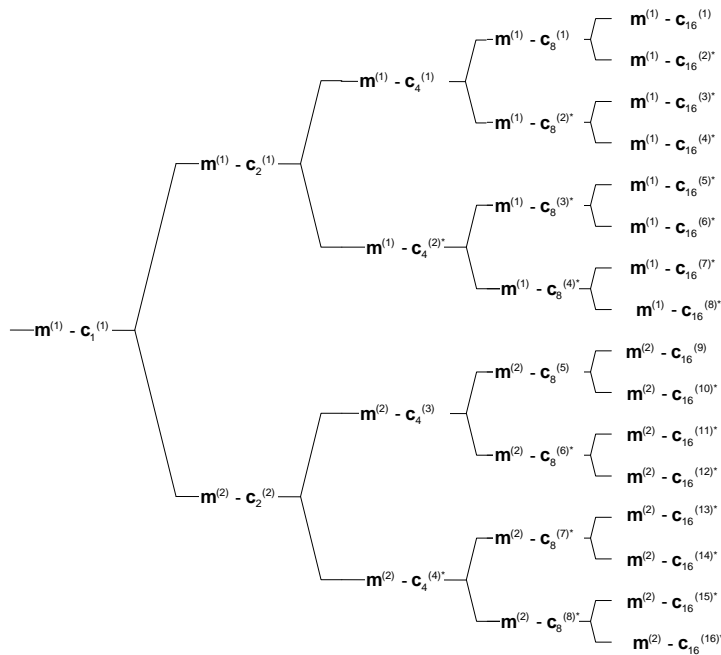 m(1) - c16(1)
m(1) - c8(1)
m(1) - c16(2)*
m(1) - c4(1)
m(1) - c16(3)*
m(1) - c8(2)*
m(1) - c16(4)*
m(1) - c2(1)
m(1) - c16(5)*
m(1) - c8(3)*
m(1) - c16(6)*
m(1) - c4(2)*
m(1) - c16(7)*
m(1) - c8(4)*
m(1) - c16(8)*
m(1) - c1(1)
m(2) - c16(9)
m(2) - c8(5)
m(2) - c16(10)*
m(2) - c4(3)
m(2) - c16(11)*
m(2) - c8(6)*
m(2) - c16(12)*
m(2) - c2(2)
m(2) - c16(13)*
m(2) - c8(7)*
m(2) - c16(14)*
m(2) - c4(4)*
m(2) - c16(15)*
m(2) - c8(8)*
m(2) - c16(16)*